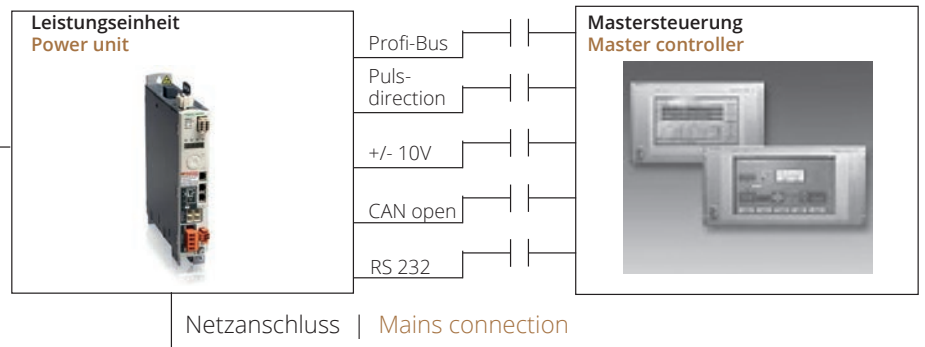 Leistungseinheit
Power unit
Profi-Bus
Puls-
direction
+/- 10V
CAN open
RS 232
Mastersteuerung
Master controller
Netzanschluss | Mains connection